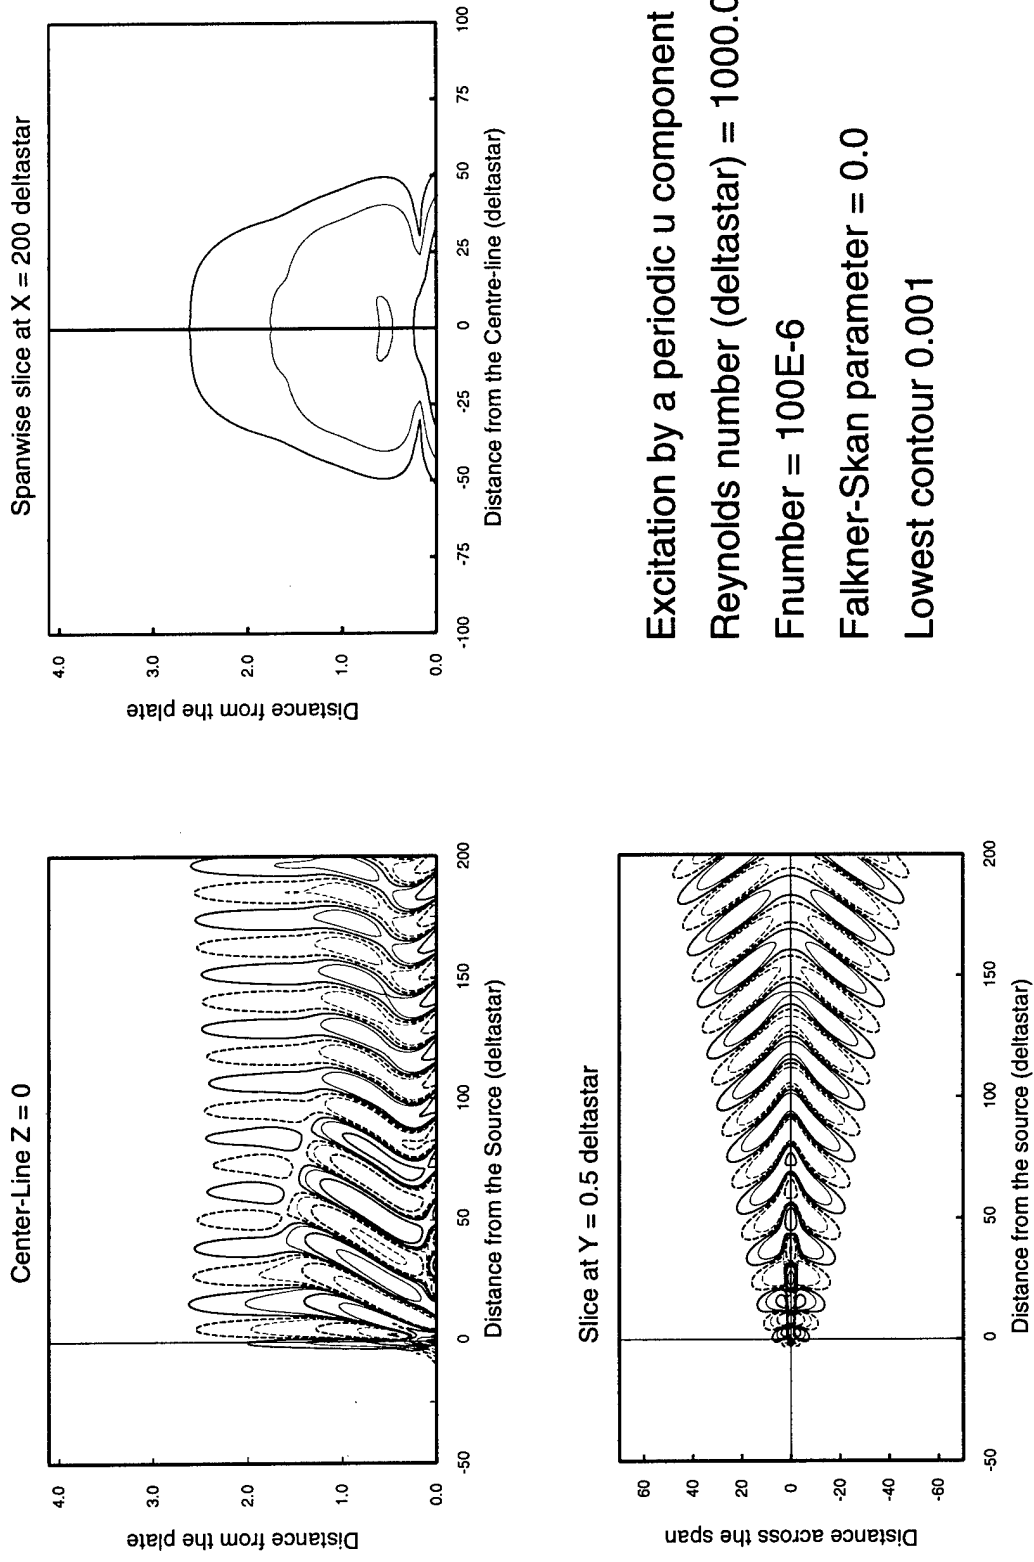 Center-Line Z = 0
4.0
3.0
2.0
1.0
0.0
Distance from the plate
-50
0
50
100
150
200
Distance from the Source (deltastar)
Spanwise slice at X = 200 deltastar
4.0
3.0
2.0
1.0
0.0
Distance from the plate
-100
-75
-50
-25
0
25
50
75
100
Distance from the Centre-line (deltastar)
Slice at Y = 0.5 deltastar
60
40
20
0
-20
-40
-60
Distance across the span
-50
0
50
100
150
200
Distance from the source (deltastar)
Excitation by a periodic u component
Reynolds number (deltastar) = 1000.0
Fnumber = 100E-6
Falkner-Skan parameter = 0.0
Lowest contour 0.001